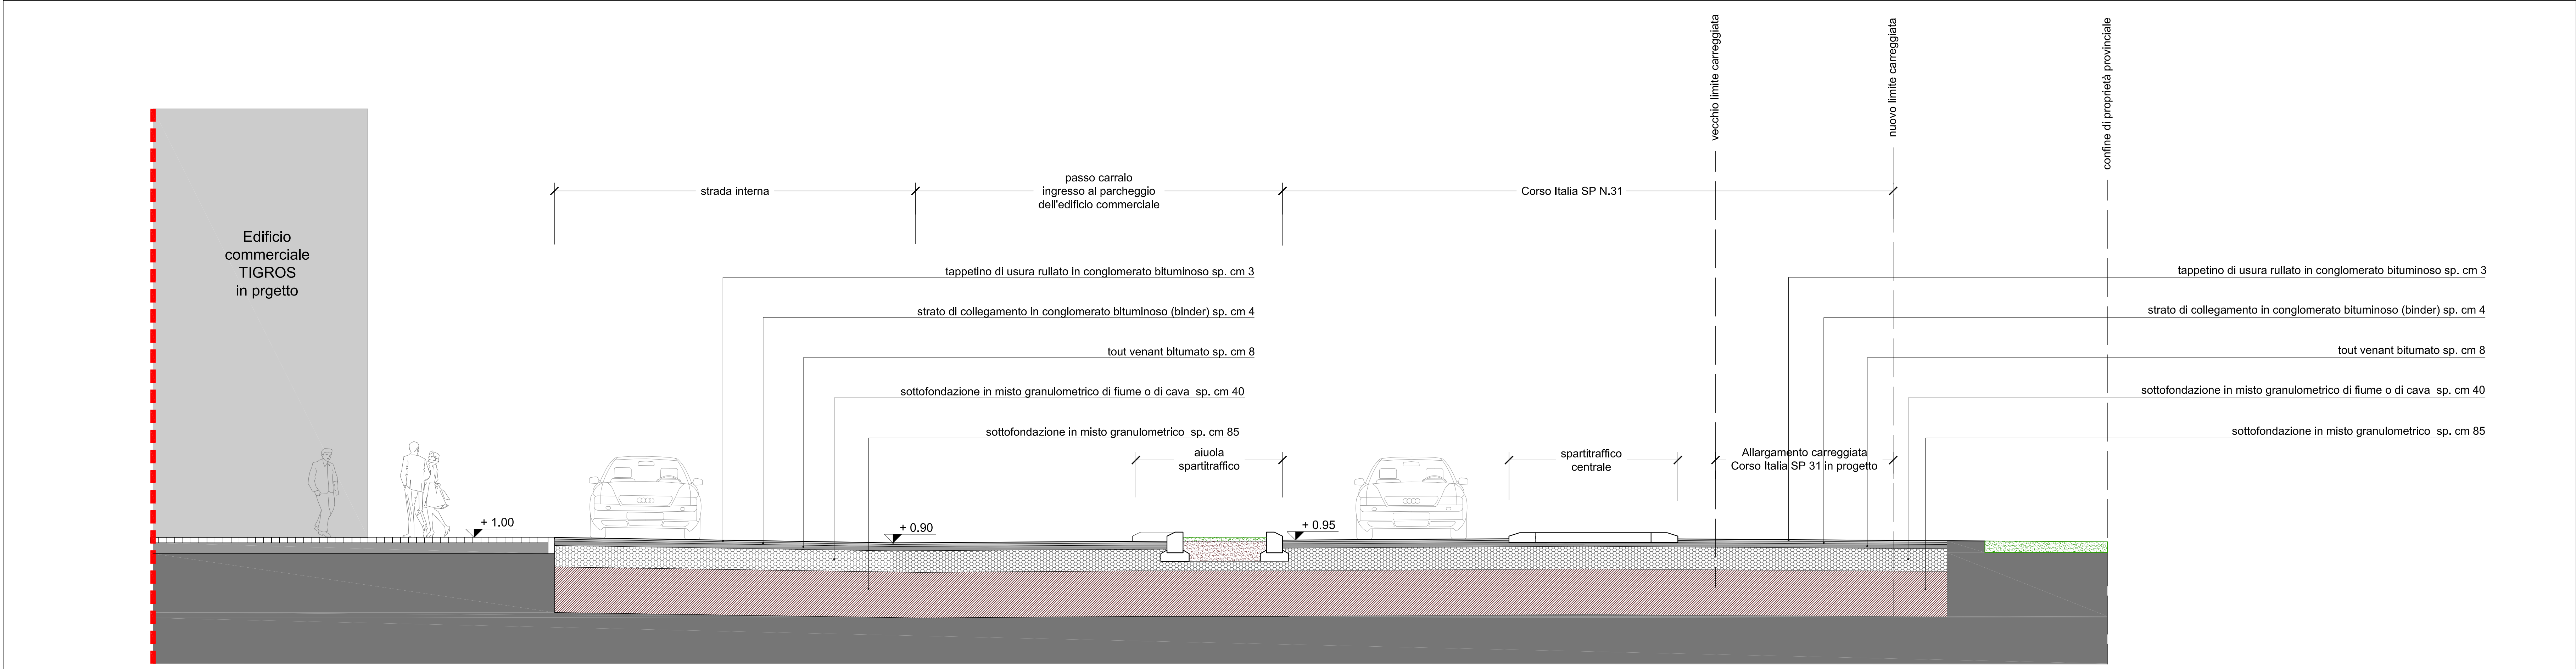 vecchio limite carreggiata
nuovo limite carreggiata
confine di proprietà provinciale
strada interna
passo carraio
ingresso al parcheggio
dell'edificio commerciale
Corso Italia SP N.31
Edificio
commerciale
TIGROS
in prgetto
tappetino di usura rullato in conglomerato bituminoso sp. cm 3
strato di collegamento in conglomerato bituminoso (binder) sp. cm 4
tout venant bitumato sp. cm 8
sottofondazione in misto granulometrico di fiume o di cava sp. cm 40
sottofondazione in misto granulometrico sp. cm 85
aiuola
spartitraffico
spartitraffico
centrale
Allargamento carreggiata
Corso Italia SP 31 in progetto
tappetino di usura rullato in conglomerato bituminoso sp. cm 3
strato di collegamento in conglomerato bituminoso (binder) sp. cm 4
tout venant bitumato sp. cm 8
sottofondazione in misto granulometrico di fiume o di cava sp. cm 40
sottofondazione in misto granulometrico sp. cm 85
+ 1.00
+ 0.90
+ 0.95